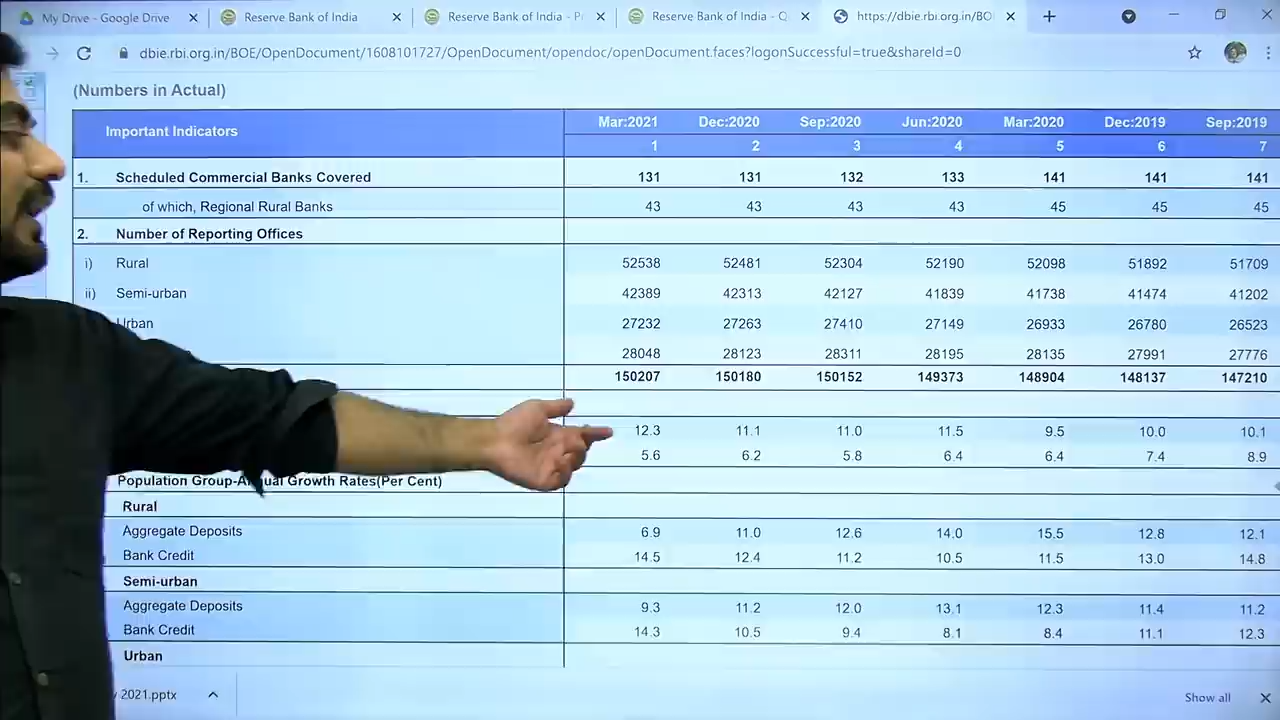 My Drive - Google Drive
Reserve Bank of India
Reserve Bank of India - P
Reserve Bank of India - Q
https://dbie.rbi.org.in/BO
dbie.rbi.org.in/BOE/OpenDocument/1608101727/OpenDocument/opendoc/openDocument.faces?logonSuccessful=true&shareId=0
(Numbers in Actual)
Important Indicators Mar:2021 Dec:2020 Sep:2020 Jun:2020 Mar:2020 Dec:2019 Sep:2019
1 2 3 4 5 6 7
1. Scheduled Commercial Banks Covered 131 131 132 133 141 141 141
of which, Regional Rural Banks 43 43 43 43 45 45 45
2. Number of Reporting Offices
i) Rural 52538 52481 52304 52190 52098 51892 51709
ii) Semi-urban 42389 42313 42127 41839 41738 41474 41202
Urban 27232 27263 27410 27149 26933 26780 26523
28048 28123 28311 28195 28135 27991 27776
150207 150180 150152 149373 148904 148137 147210
12.3 11.1 11.0 11.5 9.5 10.0 10.1
5.6 6.2 5.8 6.4 6.4 7.4 8.9
Population Group-Annual Growth Rates(Per Cent)
Rural
Aggregate Deposits 6.9 11.0 12.6 14.0 15.5 12.8 12.1
Bank Credit 14.5 12.4 11.2 10.5 11.5 13.0 14.8
Semi-urban
Aggregate Deposits 9.3 11.2 12.0 13.1 12.3 11.4 11.2
Bank Credit 14.3 10.5 9.4 8.1 8.4 11.1 12.3
Urban
2021.pptx
Show all